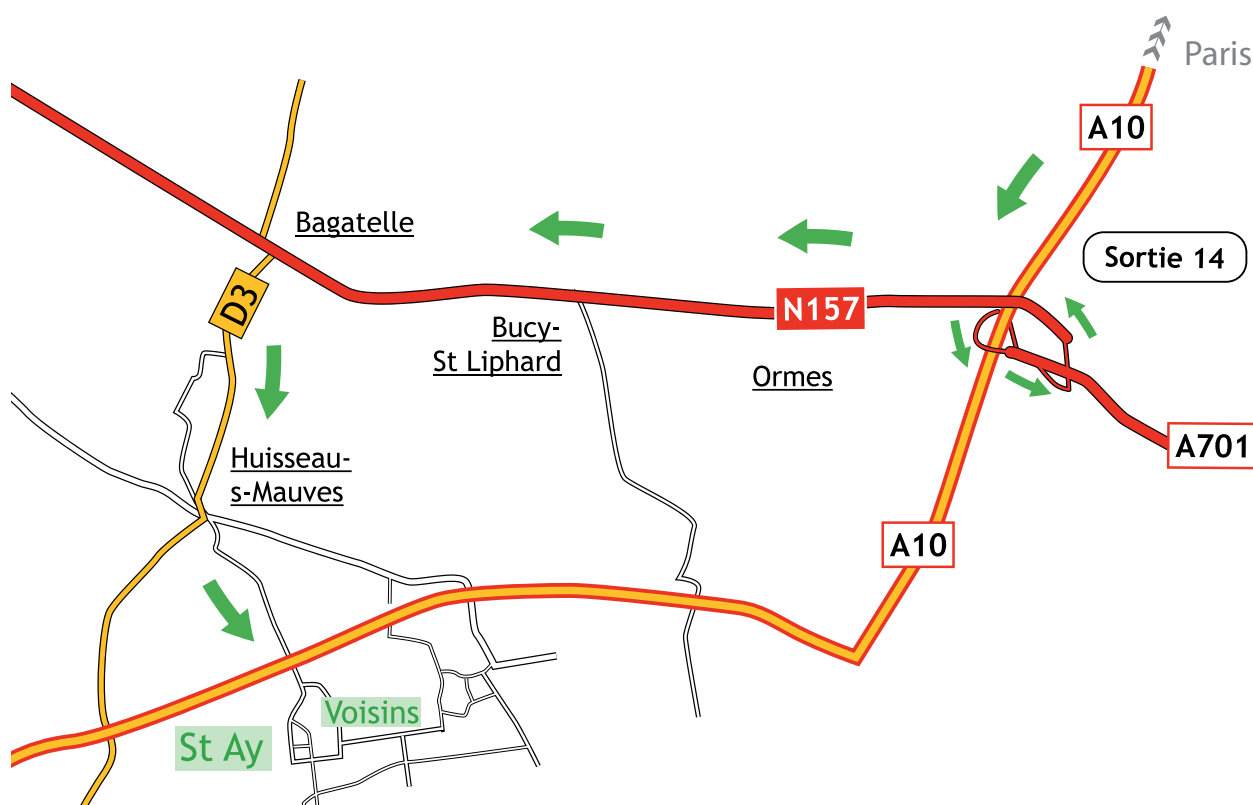 Paris
A10
Bagatelle
Sortie 14
D3
N157
Bucy-
St Liphard
Ormes
A701
Huisseau-
s-Mauves
A10
Voisins
St Ay